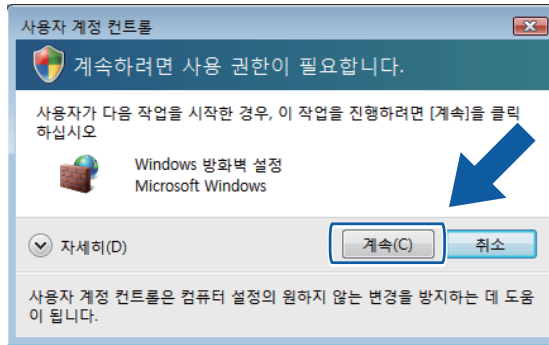 사용자 계정 컨트롤
계속하려면 사용 권한이 필요합니다.
사용자가 다음 작업을 시작한 경우, 이 작업을 진행하려면 [계속]을 클릭
하십시오
Windows 방화벽 설정
Microsoft Windows
자세히(D)
계속(C)
취소
사용자 계정 컨트롤은 컴퓨터 설정의 원하지 않는 변경을 방지하는 데 도움
이 됩니다.